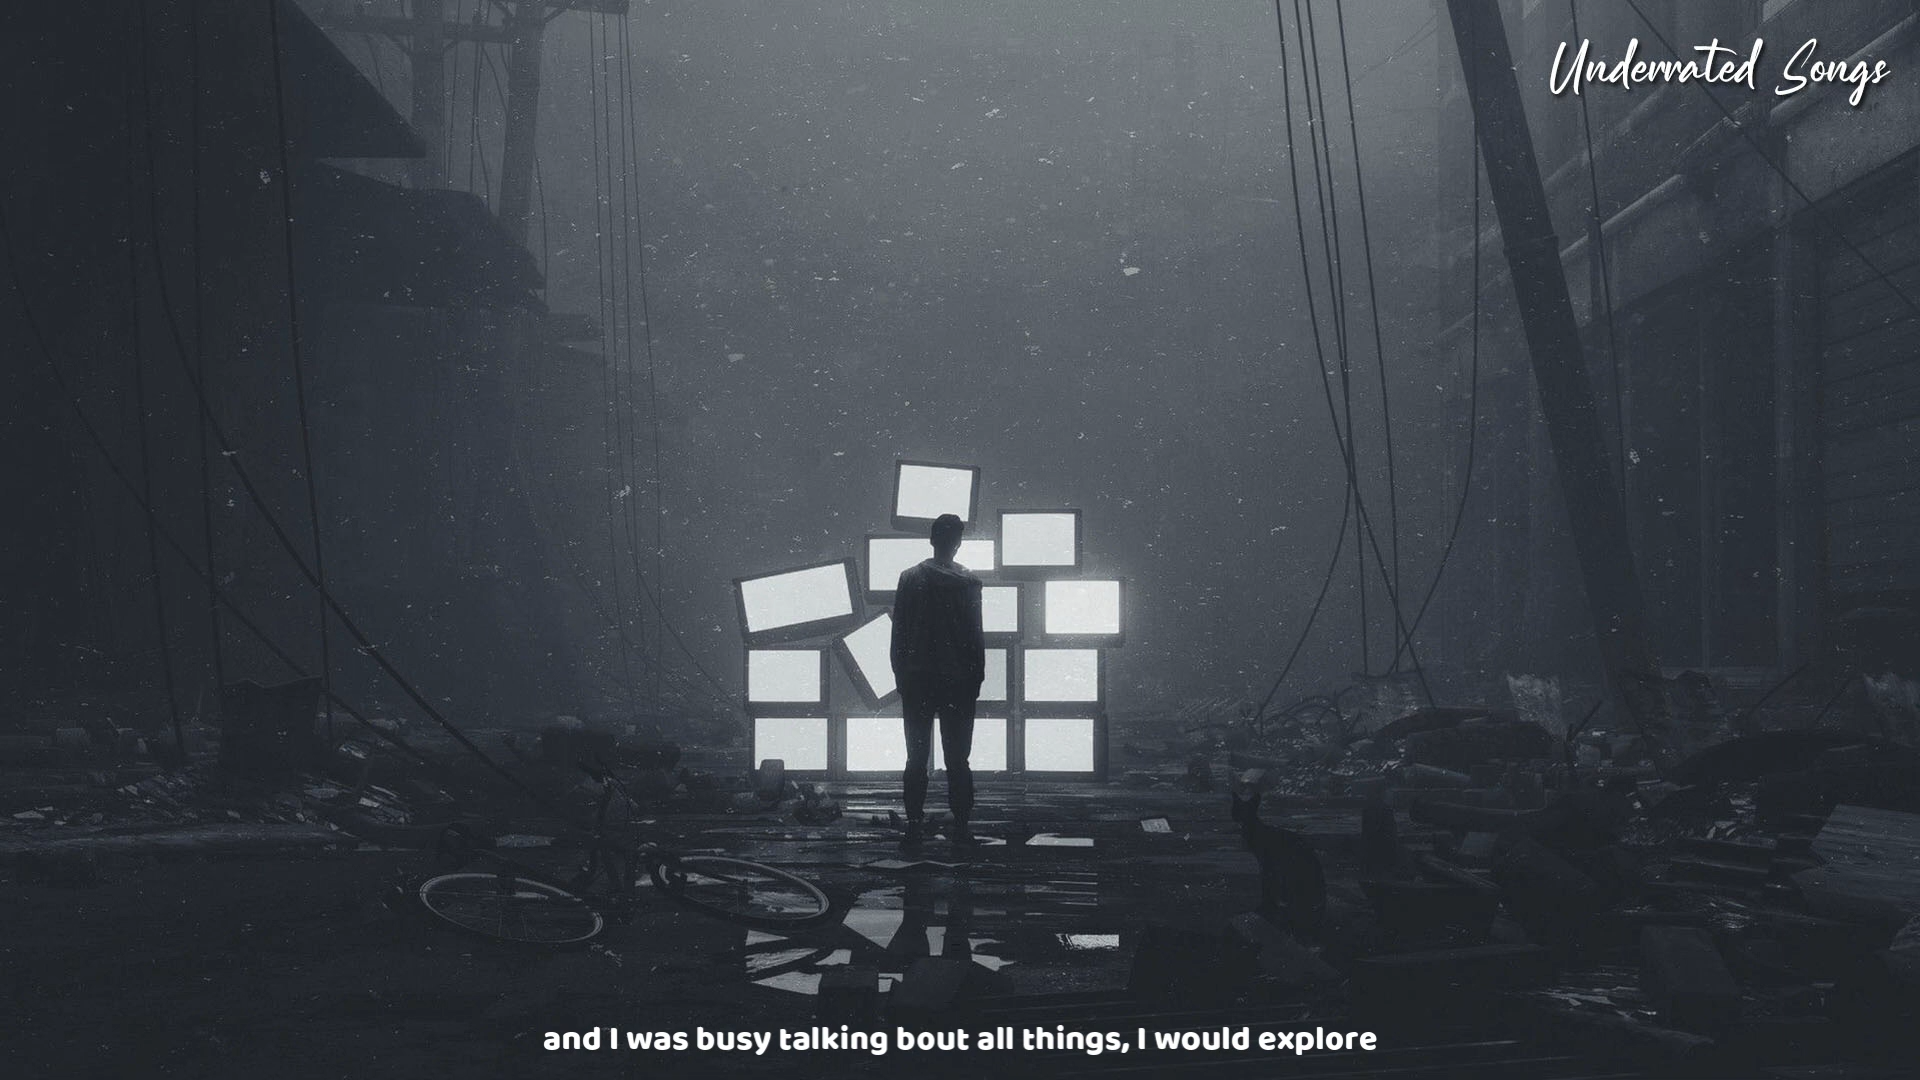 Underrated Songs
and I was busy talking bout all things, I would explore